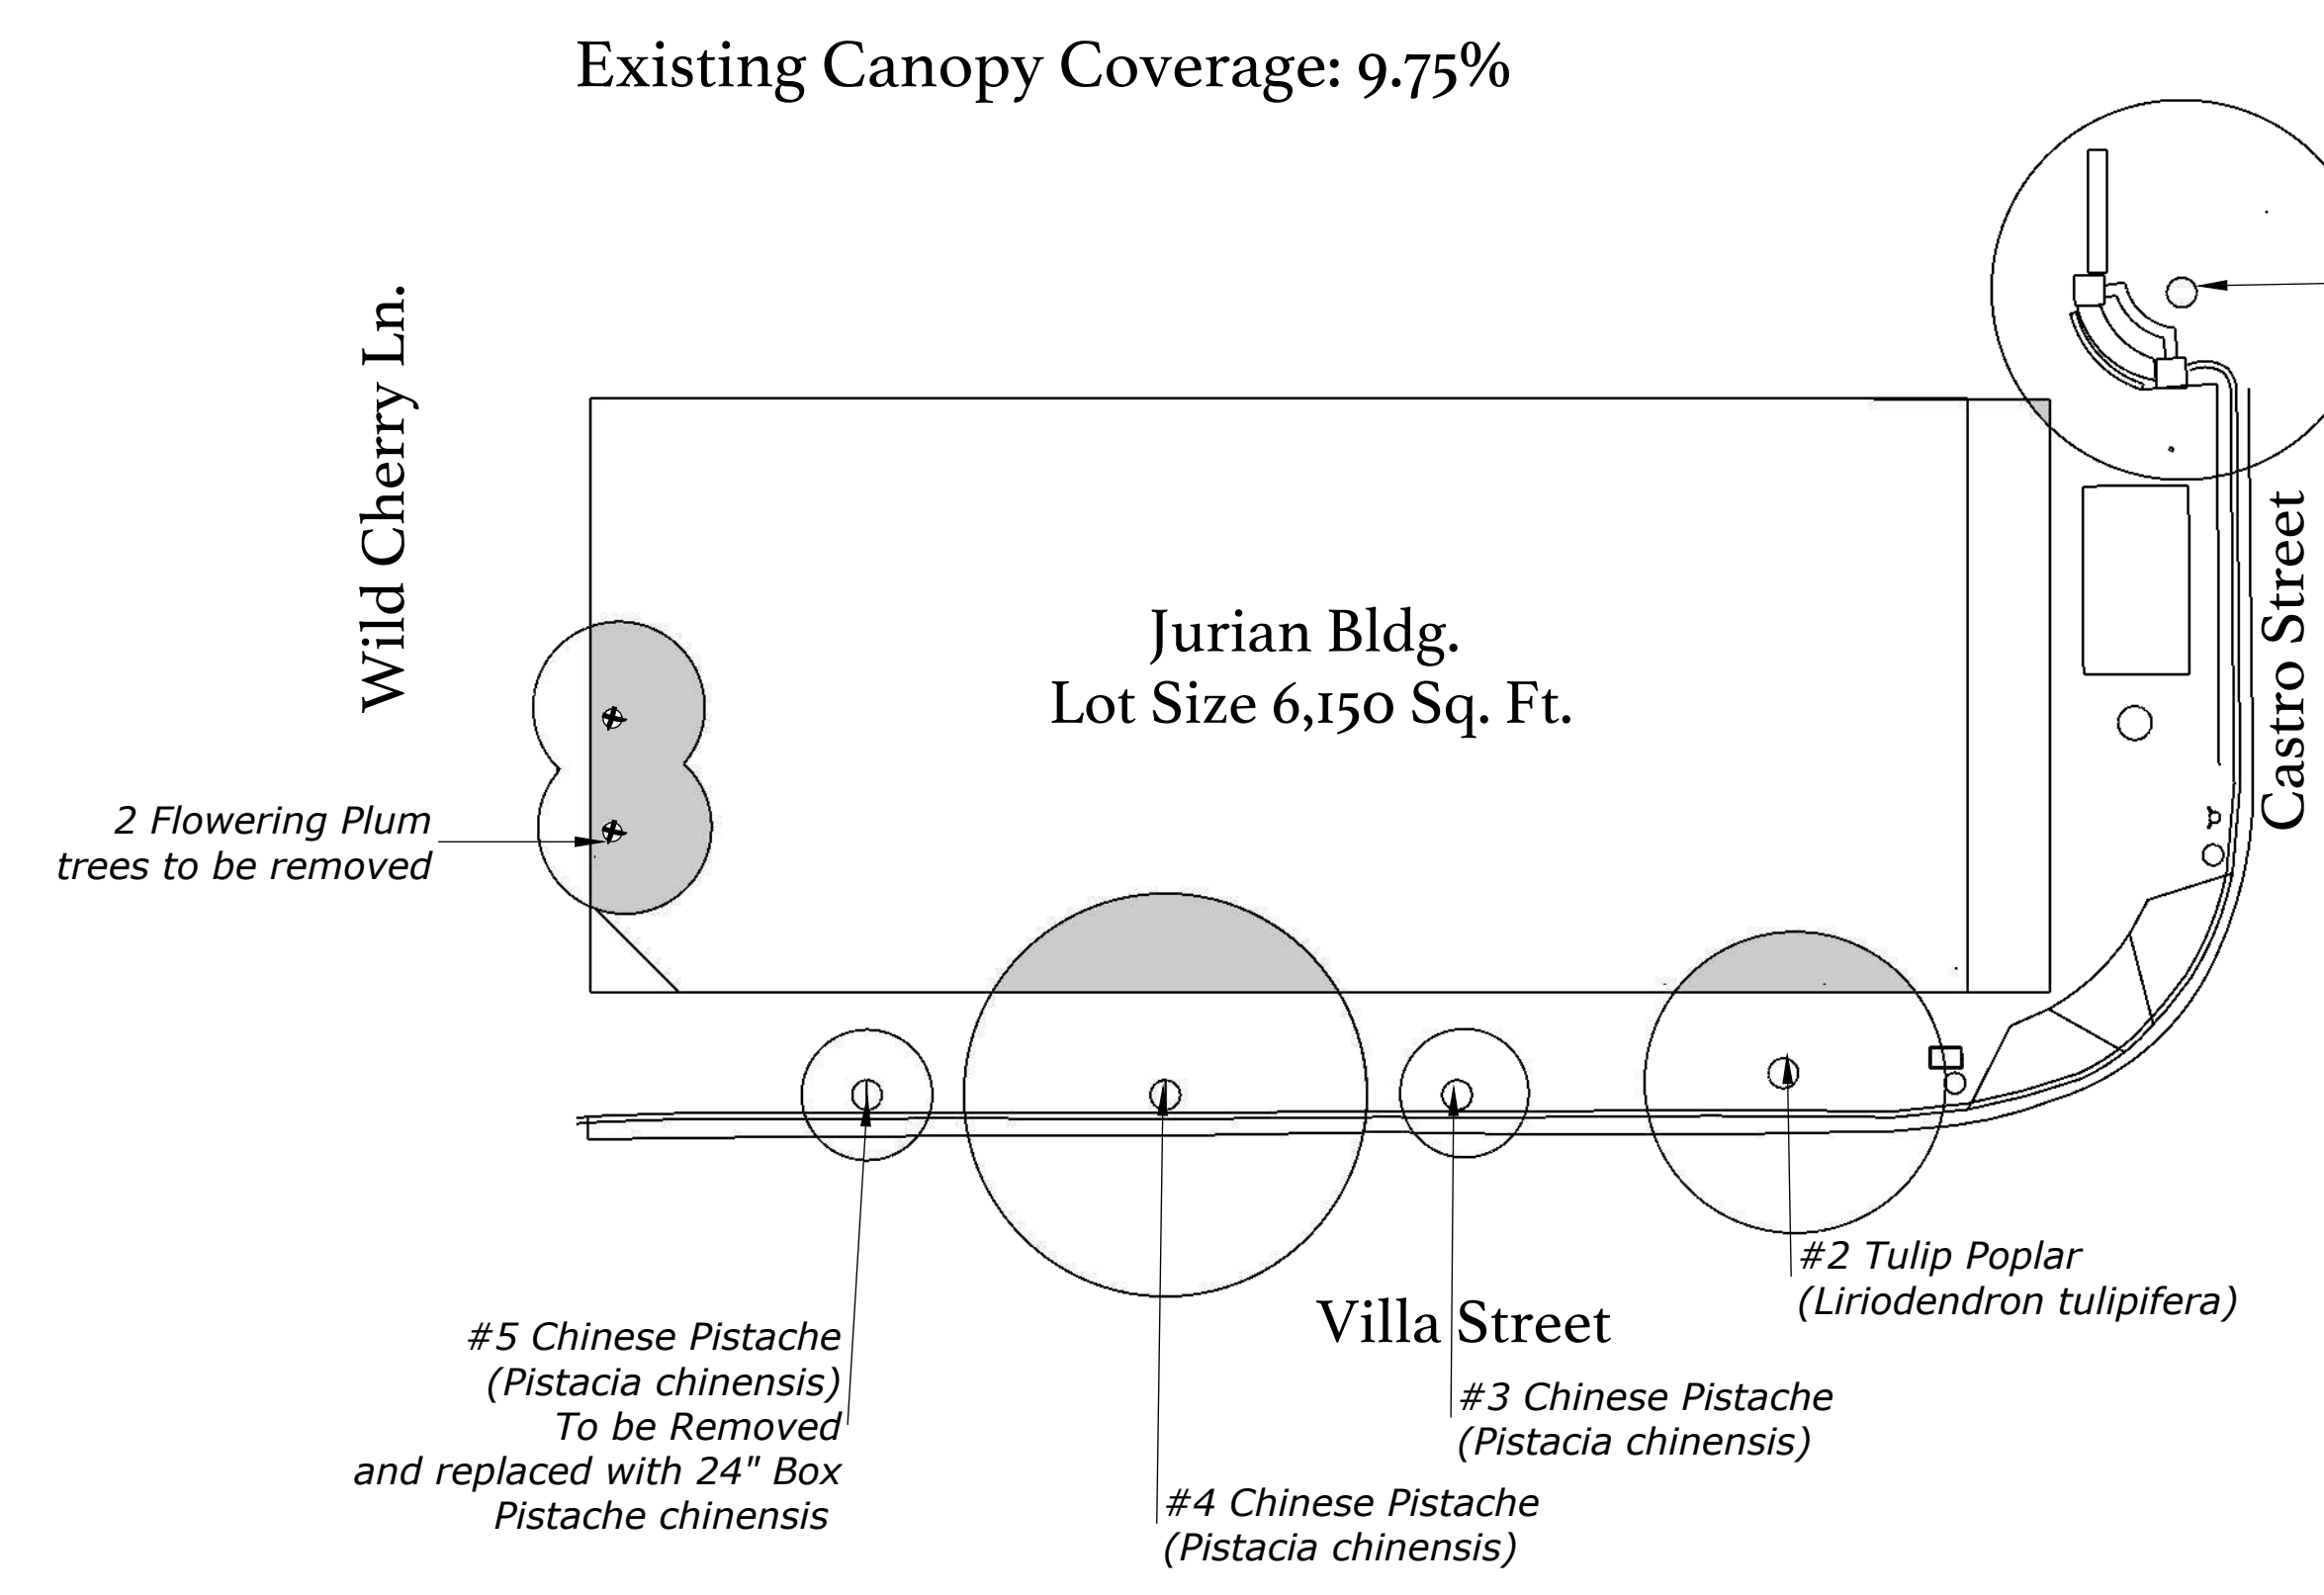 Existing Canopy Coverage: 9.75%
Wild Cherry Ln.
Castro Street
Jurian Bldg.
Lot Size 6,150 Sq. Ft.
2 Flowering Plum
trees to be removed
#2 Tulip Poplar
(Liriodendron tulipifera)
Villa Street
#5 Chinese Pistache
(Pistacia chinensis)
To be Removed
and replaced with 24" Box
Pistache chinensis
#3 Chinese Pistache
(Pistacia chinensis)
#4 Chinese Pistache
(Pistacia chinensis)